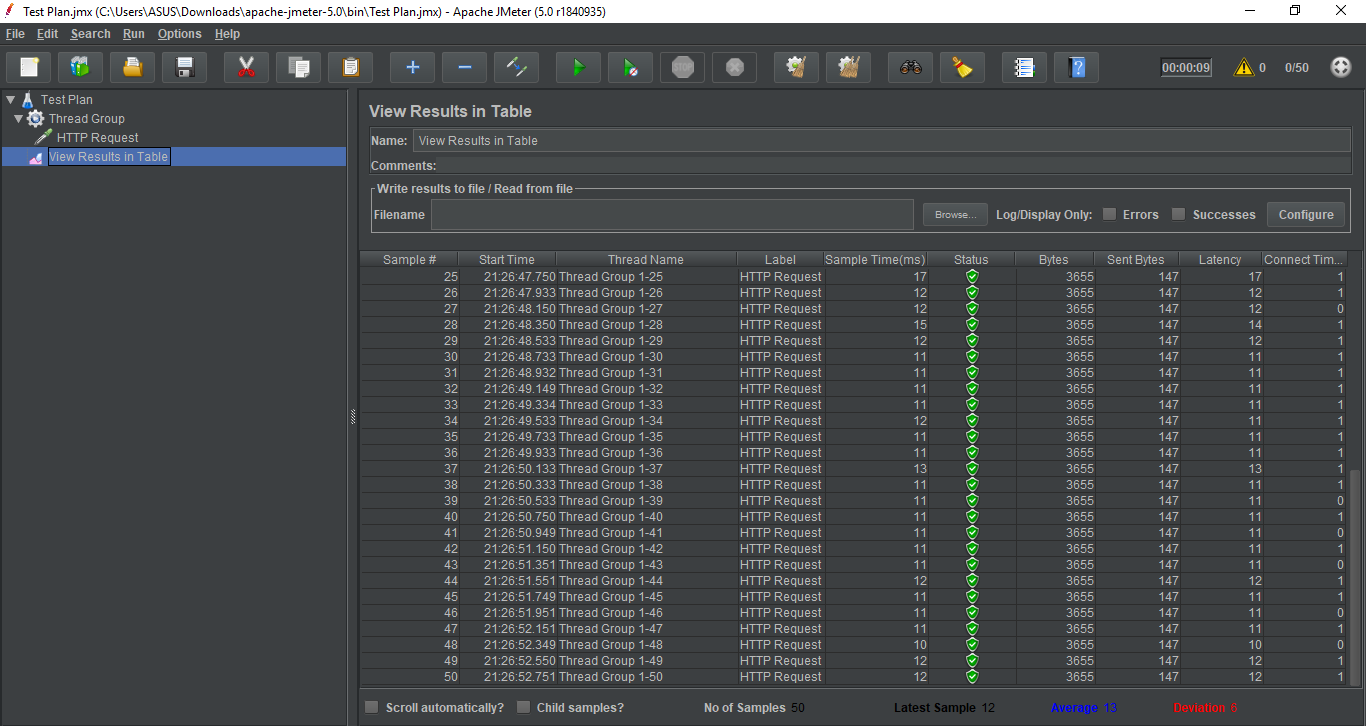 Test Plan.jmx (C:\Users\ASUS\Downloads\apache-jmeter-5.0\bin\Test Plan.jmx) - Apache JMeter (5.0 r1840935)
File Edit Search Run Options Help
00:00:09 0 0/50
Test Plan
Thread Group
HTTP Request
View Results in Table
View Results in Table
Name: View Results in Table
Comments:
Write results to file / Read from file
Filename Browse... Log/Display Only: Errors Successes Configure
Sample # Start Time Thread Name Label Sample Time(ms) Status Bytes Sent Bytes Latency Connect Tim...
25 21:26:47.750 Thread Group 1-25 HTTP Request 17 3655 147 17 1
26 21:26:47.933 Thread Group 1-26 HTTP Request 12 3655 147 12 1
27 21:26:48.150 Thread Group 1-27 HTTP Request 12 3655 147 12 0
28 21:26:48.350 Thread Group 1-28 HTTP Request 15 3655 147 14 1
29 21:26:48.533 Thread Group 1-29 HTTP Request 12 3655 147 12 1
30 21:26:48.733 Thread Group 1-30 HTTP Request 11 3655 147 11 1
31 21:26:48.932 Thread Group 1-31 HTTP Request 11 3655 147 11 1
32 21:26:49.149 Thread Group 1-32 HTTP Request 11 3655 147 11 1
33 21:26:49.334 Thread Group 1-33 HTTP Request 11 3655 147 11 1
34 21:26:49.533 Thread Group 1-34 HTTP Request 12 3655 147 11 1
35 21:26:49.733 Thread Group 1-35 HTTP Request 11 3655 147 11 1
36 21:26:49.933 Thread Group 1-36 HTTP Request 11 3655 147 11 1
37 21:26:50.133 Thread Group 1-37 HTTP Request 13 3655 147 13 1
38 21:26:50.333 Thread Group 1-38 HTTP Request 11 3655 147 11 1
39 21:26:50.533 Thread Group 1-39 HTTP Request 11 3655 147 11 0
40 21:26:50.750 Thread Group 1-40 HTTP Request 11 3655 147 11 1
41 21:26:50.949 Thread Group 1-41 HTTP Request 11 3655 147 11 0
42 21:26:51.150 Thread Group 1-42 HTTP Request 11 3655 147 11 1
43 21:26:51.351 Thread Group 1-43 HTTP Request 11 3655 147 11 0
44 21:26:51.551 Thread Group 1-44 HTTP Request 12 3655 147 12 1
45 21:26:51.749 Thread Group 1-45 HTTP Request 11 3655 147 11 1
46 21:26:51.951 Thread Group 1-46 HTTP Request 11 3655 147 11 0
47 21:26:52.151 Thread Group 1-47 HTTP Request 11 3655 147 11 1
48 21:26:52.349 Thread Group 1-48 HTTP Request 10 3655 147 10 0
49 21:26:52.550 Thread Group 1-49 HTTP Request 12 3655 147 12 1
50 21:26:52.751 Thread Group 1-50 HTTP Request 12 3655 147 12 1
Scroll automatically? Child samples? No of Samples 50 Latest Sample 12 Average 13 Deviation 6